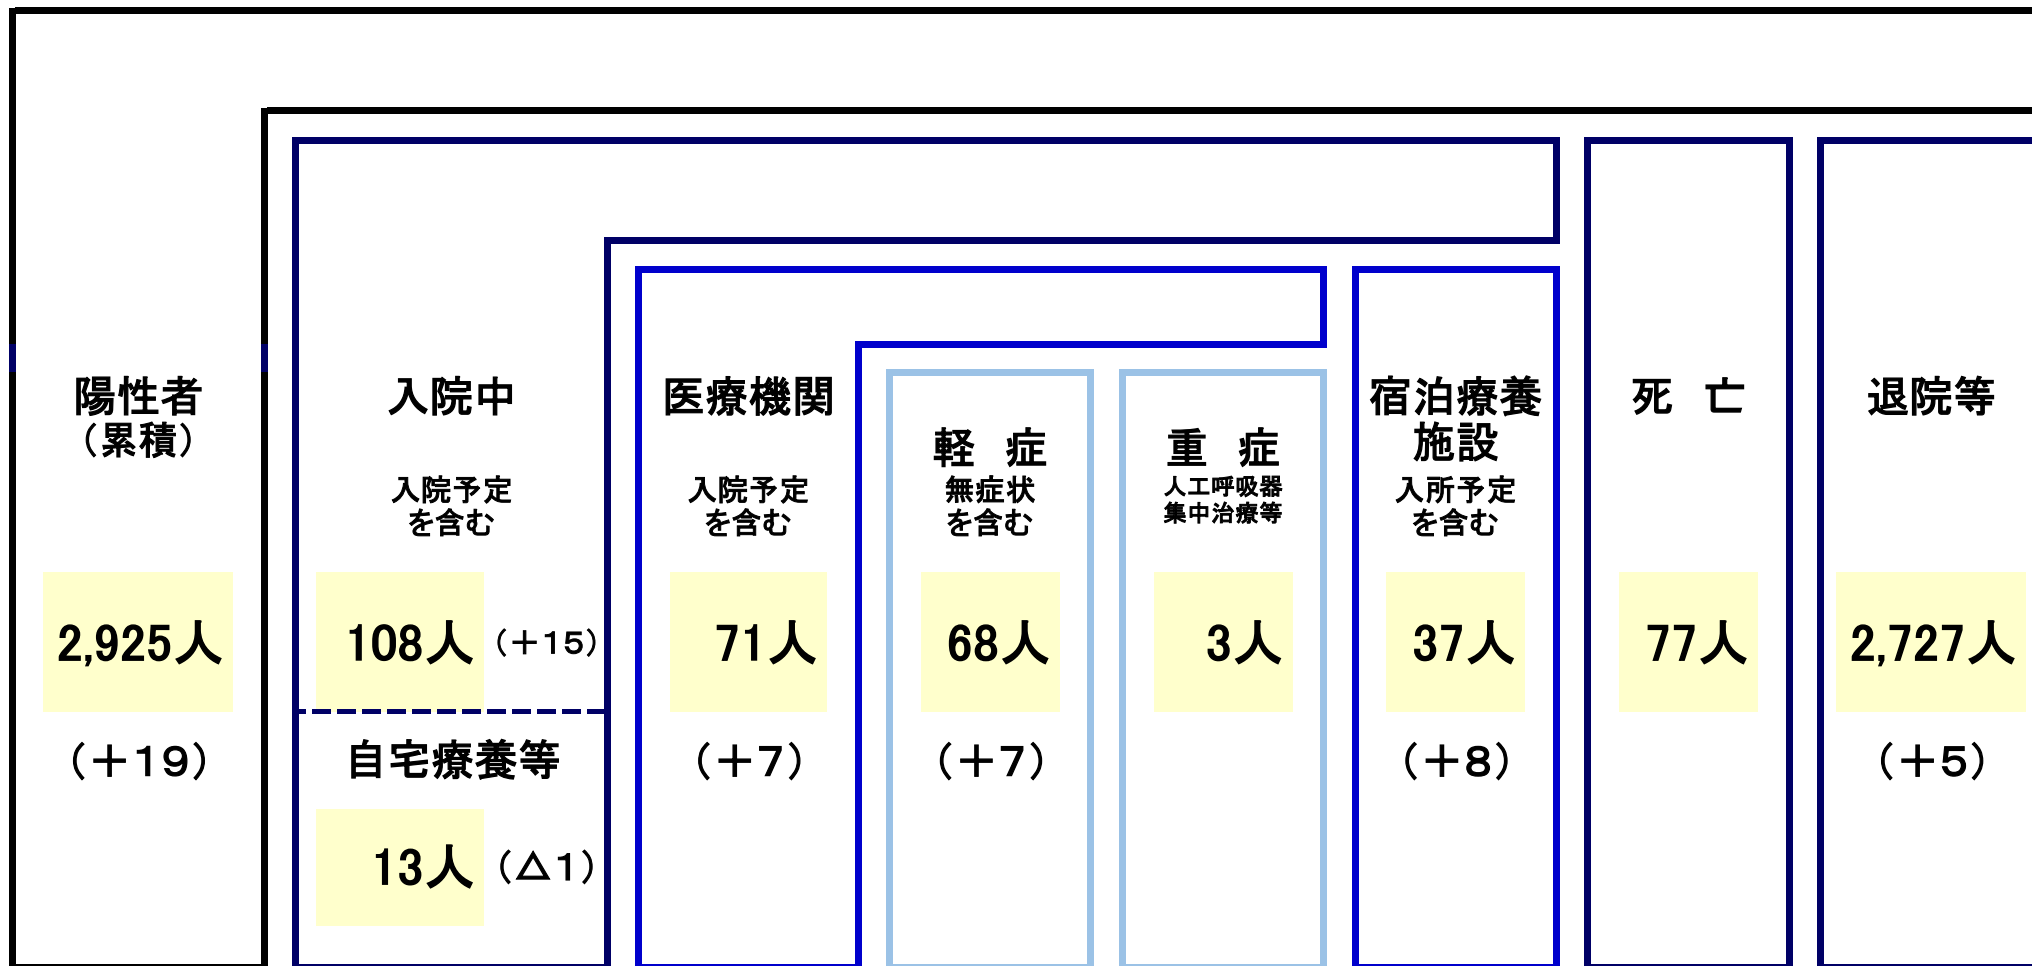 陽性者
（累積）
2,925人
（＋19）
入院中
入院予定
を含む
108人（＋15）
自宅療養等
13人（△1）
医療機関
入院予定
を含む
71人
（＋7）
軽　症
無症状
を含む
68人
（＋7）
重　症
人工呼吸器
集中治療等
3人
宿泊療養
施設
入所予定
を含む
37人
（＋8）
死　亡
77人
退院等
2,727人
（＋5）